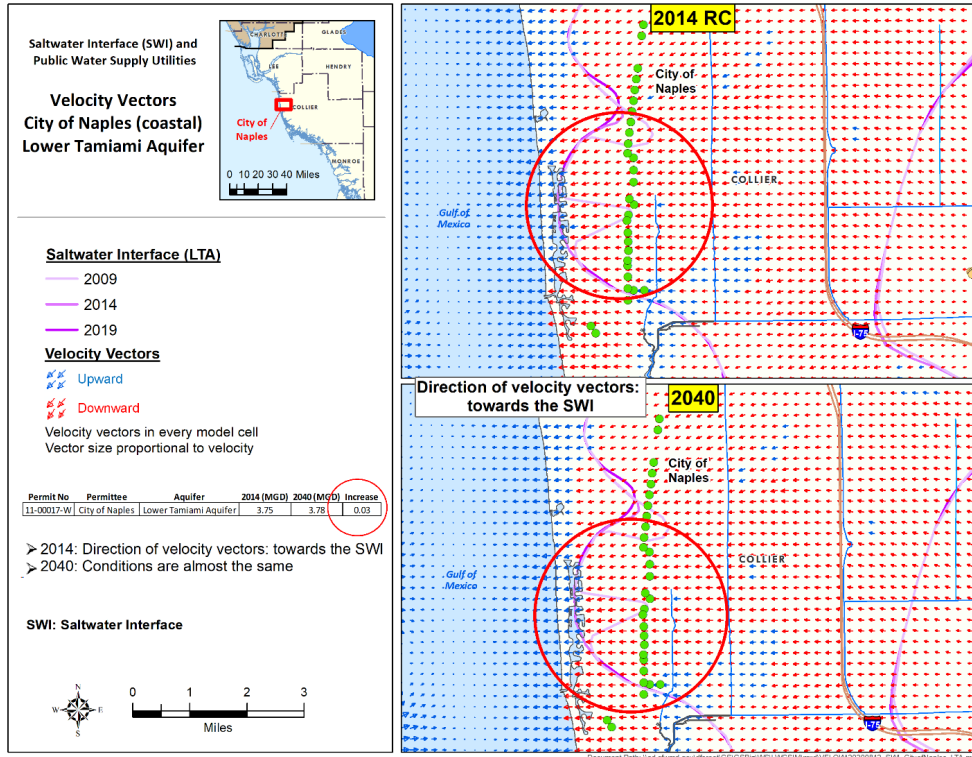 Saltwater Interface (SWI) and
Public Water Supply Utilities
Velocity Vectors
City of Naples (coastal)
Lower Tamiami Aquifer
CHARLOTT
GLADES
LEE
HENDRY
COLLIER
City of
Naples
MONROE
0 10 20 30 40 Miles
Saltwater Interface (LTA)
2009
2014
2019
Velocity Vectors
Upward
Downward
Velocity vectors in every model cell
Vector size proportional to velocity
Permit No Permittee Aquifer 2014 (MGD) 2040 (MGD) Increase
11-00017-W City of Naples Lower Tamiami Aquifer 3.75 3.78 0.03
➢ 2014: Direction of velocity vectors: towards the SWI
➢ 2040: Conditions are almost the same
SWI: Saltwater Interface
N
W E
S
0 1 2 3
Miles
2014 RC
City of
Naples
COLLIER
Gulf of
Mexico
I-75
Direction of velocity vectors:
towards the SWI
2040
City of
Naples
COLLIER
Gulf of
Mexico
I-75